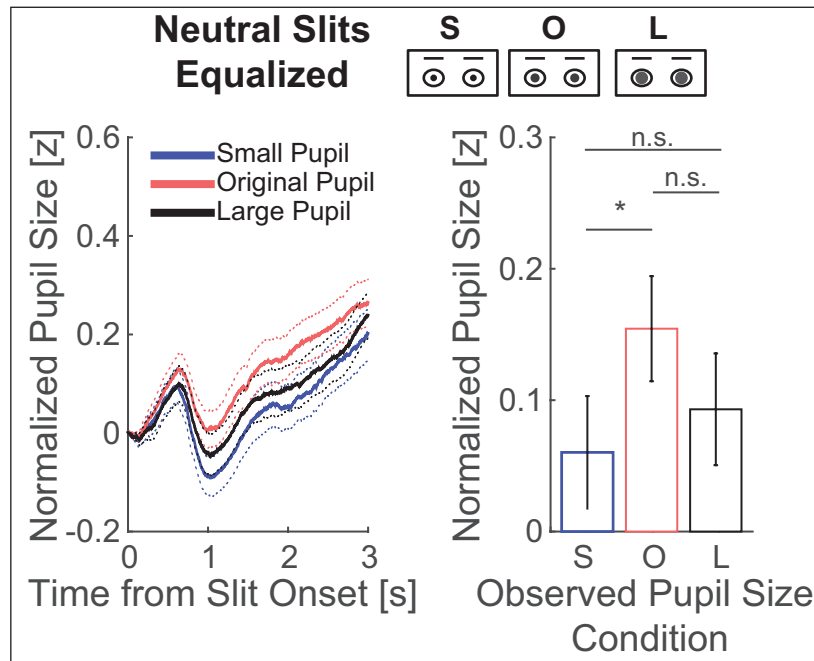 Neutral Slits
Equalized
S O L
Normalized Pupil Size [z]
0.6
0.4
0.2
0
-0.2
Small Pupil
Original Pupil
Large Pupil
0 1 2 3
Time from Slit Onset [s]
Normalized Pupil Size [z]
0.3
0.2
0.1
0
n.s.
n.s.
*
S O L
Observed Pupil Size
Condition